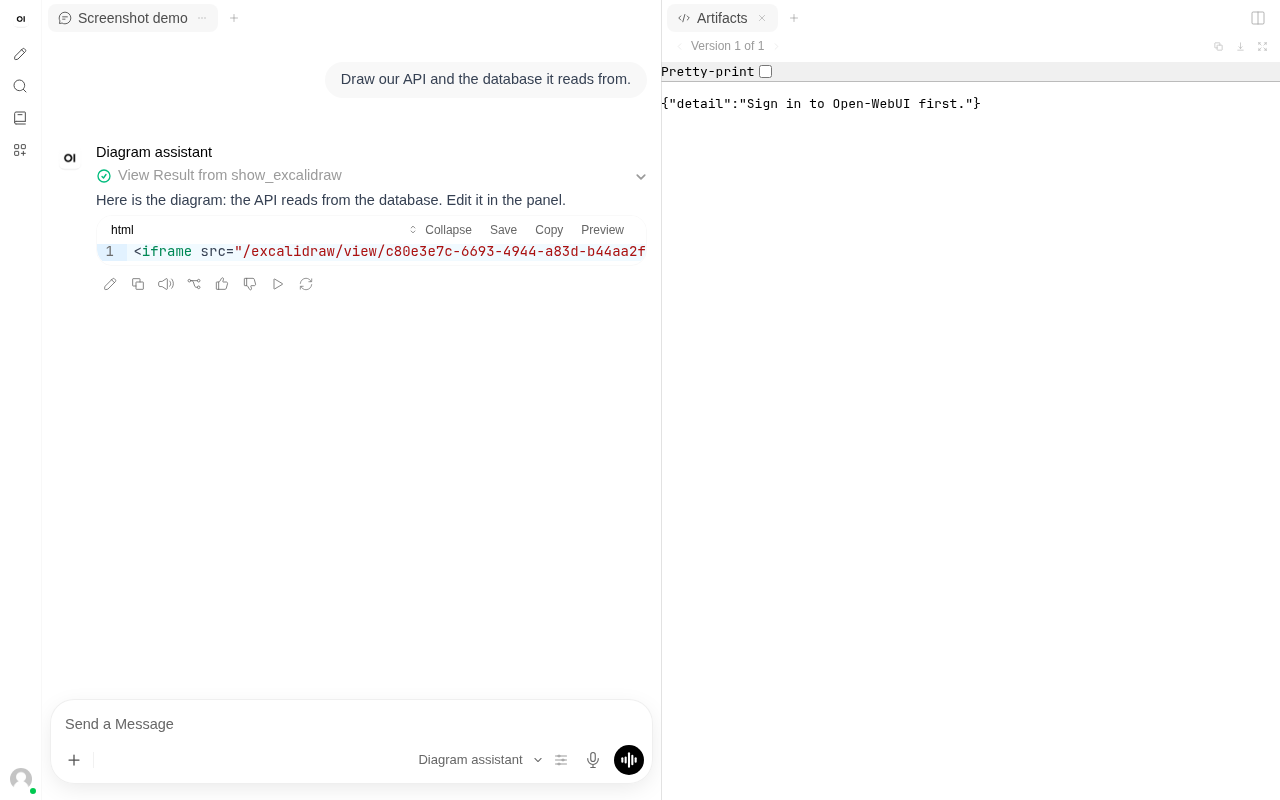 OI
Screenshot demo
Artifacts
Version 1 of 1
Draw our API and the database it reads from.
OI
Diagram assistant
View Result from show_excalidraw
Here is the diagram: the API reads from the database. Edit it in the panel.
html
Collapse Save Copy Preview
1 <iframe src="/excalidraw/view/c80e3e7c-6693-4944-a83d-b44aa2f
Send a Message
Diagram assistant
Pretty-print
{"detail":"Sign in to Open-WebUI first."}